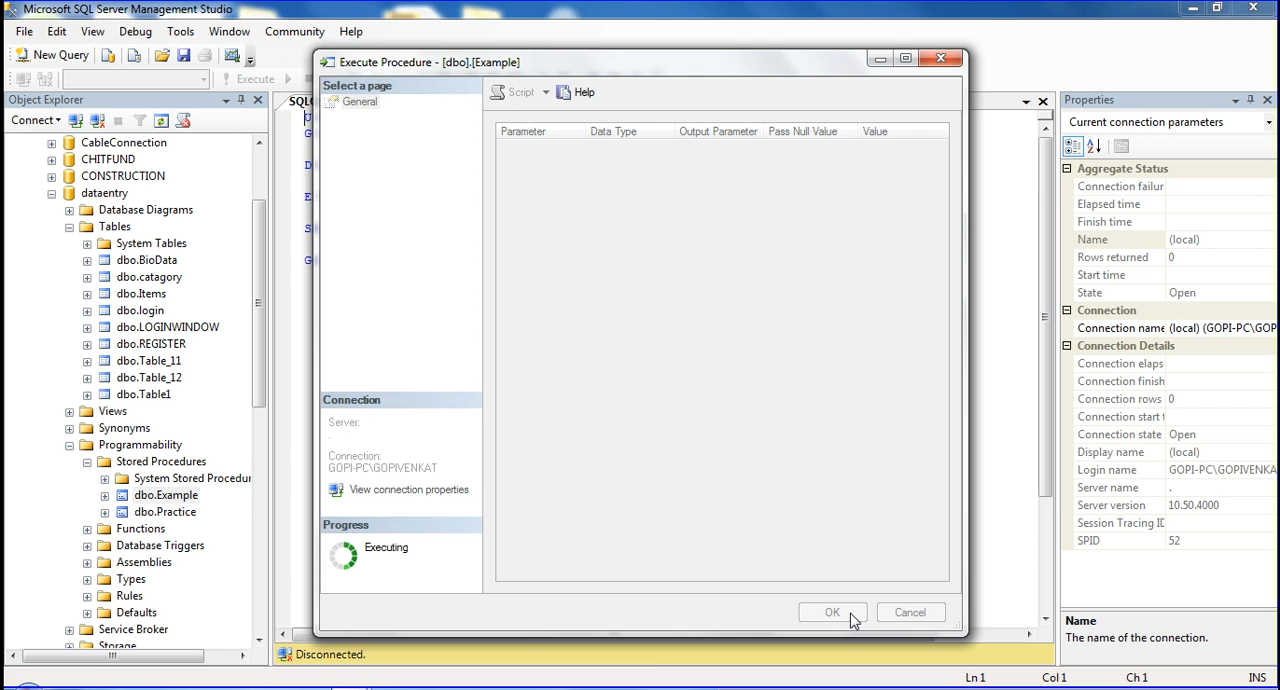 Microsoft SQL Server Management Studio
File Edit View Debug Tools Window Community Help
New Query
Execute
Object Explorer
Connect
CableConnection
CHITFUND
CONSTRUCTION
dataentry
Database Diagrams
Tables
System Tables
dbo.BioData
dbo.catagory
dbo.Items
dbo.login
dbo.LOGINWINDOW
dbo.REGISTER
dbo.Table_11
dbo.Table_12
dbo.Table1
Views
Synonyms
Programmability
Stored Procedures
System Stored Procedur
dbo.Example
dbo.Practice
Functions
Database Triggers
Assemblies
Types
Rules
Defaults
Service Broker
Storage
SQL
G
D
E
S
G
Execute Procedure - [dbo].[Example]
Select a page
General
Script Help
Parameter Data Type Output Parameter Pass Null Value Value
Connection
Server:
.
Connection:
GOPI-PC\GOPIVENKAT
View connection properties
Progress
Executing
OK Cancel
Disconnected.
Properties
Current connection parameters
Aggregate Status
Connection failur
Elapsed time
Finish time
Name (local)
Rows returned 0
Start time
State Open
Connection
Connection name (local) (GOPI-PC\GOP
Connection Details
Connection elaps
Connection finish
Connection rows 0
Connection start t
Connection state Open
Display name (local)
Login name GOPI-PC\GOPIVENKA
Server name .
Server version 10.50.4000
Session Tracing ID
SPID 52
Name
The name of the connection.
Ln 1 Col 1 Ch 1 INS